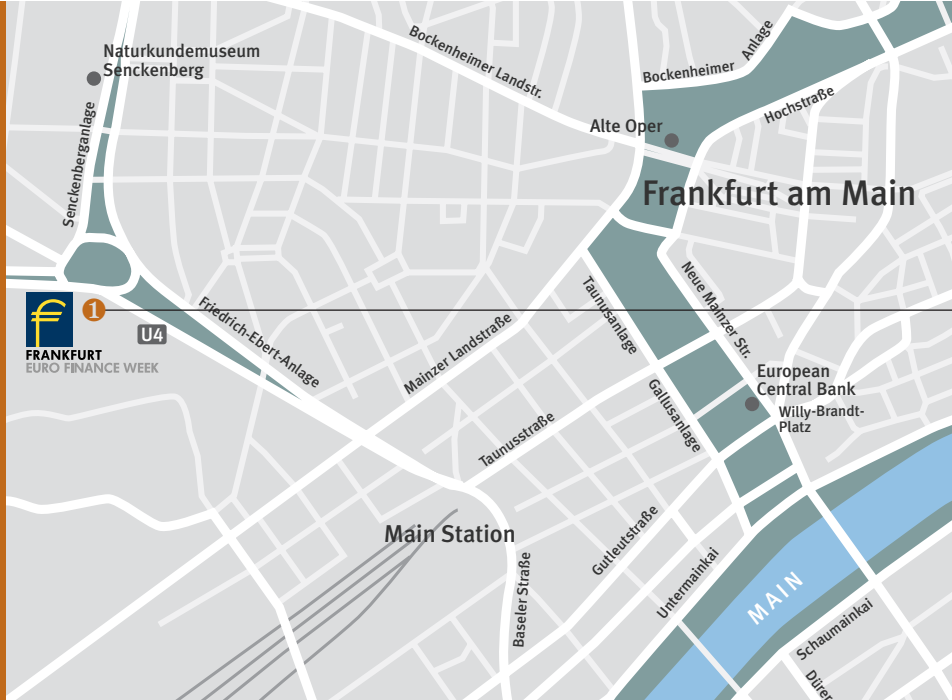 Naturkundemuseum
Senckenberg
Bockenheimer Landstr.
Bockenheimer
Anlage
Hochstraße
Alte Oper
Senckenberganlage
Frankfurt am Main
Neue Mainzer Str.
Taunusanlage
1
U4
FRANKFURT
EURO FINANCE WEEK
Friedrich-Ebert-Anlage
Mainzer Landstraße
European
Central Bank
Willy-Brandt-
Platz
Gallusanlage
Taunusstraße
Main Station
Gutleutstraße
Untermainkai
Baseler Straße
MAIN
Schaumainkai
Dürer